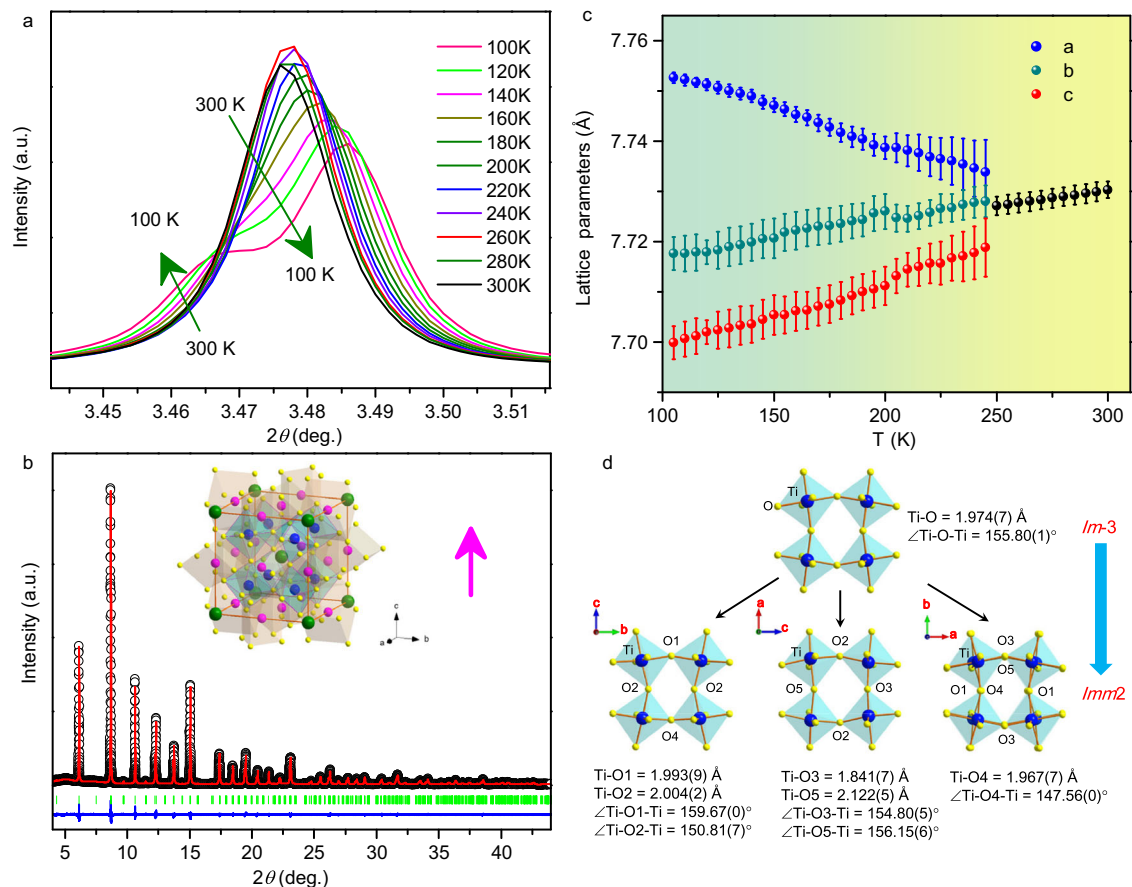 a
Intensity (a.u.)
300 K
100 K
100 K
300 K
100K
120K
140K
160K
180K
200K
220K
240K
260K
280K
300K
3.45 3.46 3.47 3.48 3.49 3.50 3.51
2θ (deg.)
c
Lattice parameters (Å)
7.76
7.74
7.72
7.70
a
b
c
100 150 200 250 300
T (K)
b
Intensity (a.u.)
c
a
b
5 10 15 20 25 30 35 40
2θ (deg.)
d
Ti
O
Ti-O = 1.974(7) Å
∠Ti-O-Ti = 155.80(1)°
Im-3
Imm2
c
b
O1
Ti
O2 O2
O4
a
c
O2
Ti
O5 O3
O2
b
a
O3
Ti
O5
O1 O4 O1
O3
Ti-O1 = 1.993(9) Å
Ti-O2 = 2.004(2) Å
∠Ti-O1-Ti = 159.67(0)°
∠Ti-O2-Ti = 150.81(7)°
Ti-O3 = 1.841(7) Å
Ti-O5 = 2.122(5) Å
∠Ti-O3-Ti = 154.80(5)°
∠Ti-O5-Ti = 156.15(6)°
Ti-O4 = 1.967(7) Å
∠Ti-O4-Ti = 147.56(0)°